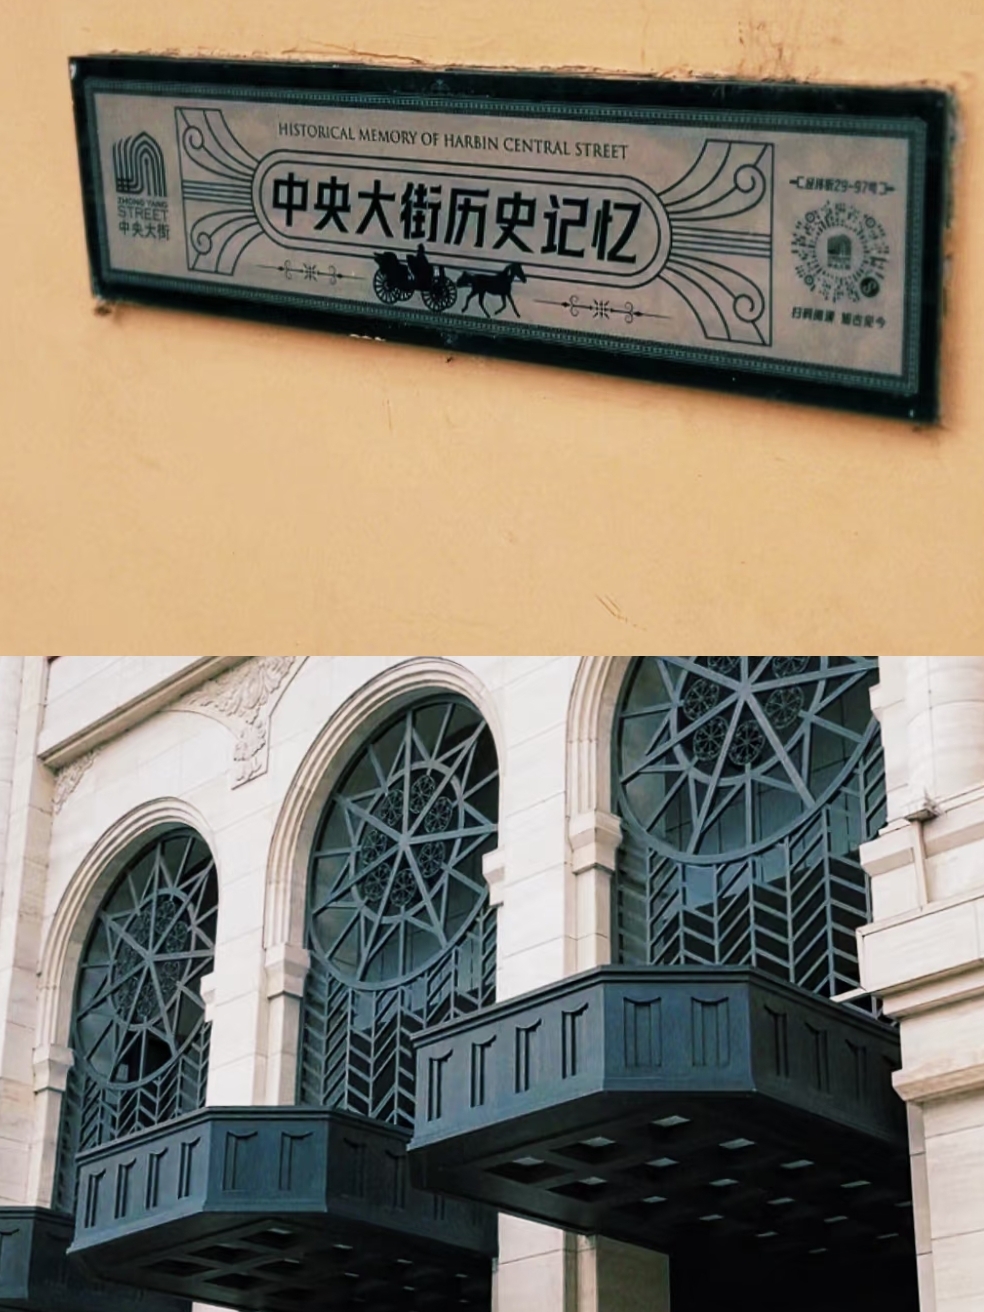 HISTORICAL MEMORY OF HARBIN CENTRAL STREET
中央大街历史记忆
ZHONG YANG
STREET
中央大街
扫码阅读